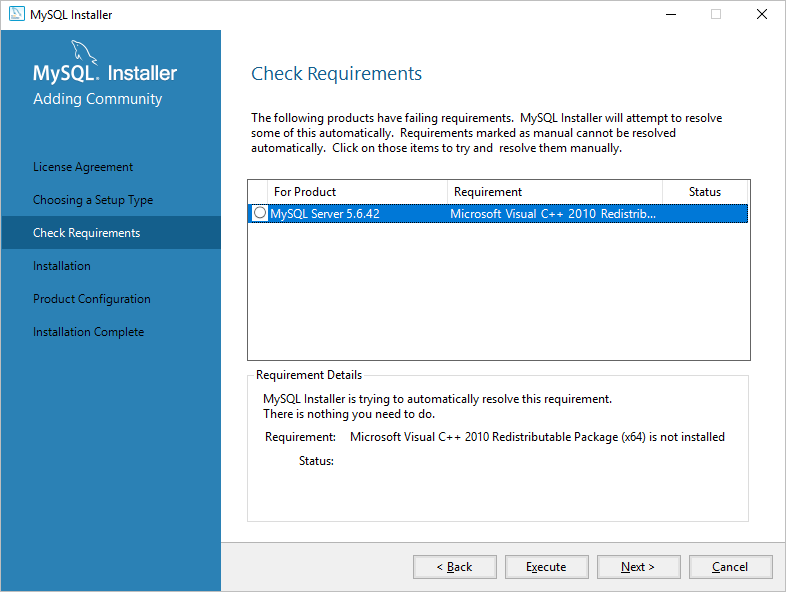 MySQL Installer
MySQL. Installer
Adding Community
License Agreement
Choosing a Setup Type
Check Requirements
Installation
Product Configuration
Installation Complete
Check Requirements
The following products have failing requirements. MySQL Installer will attempt to resolve
some of this automatically. Requirements marked as manual cannot be resolved
automatically. Click on those items to try and resolve them manually.
For Product Requirement Status
MySQL Server 5.6.42 Microsoft Visual C++ 2010 Redistrib...
Requirement Details
MySQL Installer is trying to automatically resolve this requirement.
There is nothing you need to do.
Requirement: Microsoft Visual C++ 2010 Redistributable Package (x64) is not installed
Status:
< Back Execute Next > Cancel